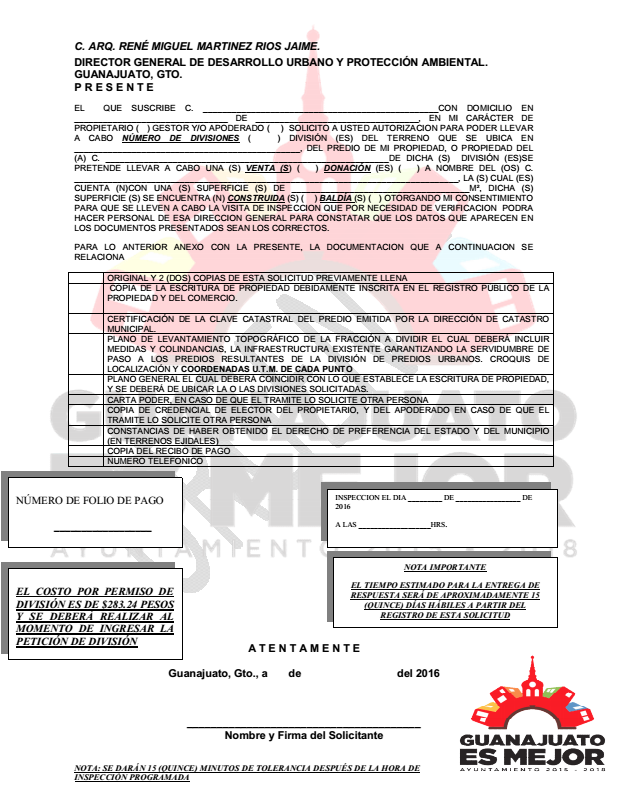 C. ARQ. RENÉ MIGUEL MARTINEZ RIOS JAIME.
DIRECTOR GENERAL DE DESARROLLO URBANO Y PROTECCIÓN AMBIENTAL.
GUANAJUATO, GTO.
P R E S E N T E
EL QUE SUSCRIBE C. ____________________________________________CON DOMICILIO EN
______________________________ DE ________________________________, EN MI CARÁCTER DE
PROPIETARIO ( ) GESTOR Y/O APODERADO ( ) SOLICITO A USTED AUTORIZACION PARA PODER LLEVAR
A CABO NÚMERO DE DIVISIONES ( ) DIVISIÓN (ES) DEL TERRENO QUE SE UBICA EN
___________________________________________, DEL PREDIO DE MI PROPIEDAD, O PROPIEDAD DEL
(A) C. _____________________________________________________DE DICHA (S) DIVISIÓN (ES)SE
PRETENDE LLEVAR A CABO UNA (S) VENTA (S) ( ) DONACIÓN (ES) ( ) A NOMBRE DEL (OS) C.
________________________________________________________________________, LA (S) CUAL (ES)
CUENTA (N)CON UNA (S) SUPERFICIE (S) DE __________________________________M², DICHA (S)
SUPERFICIE (S) SE ENCUENTRA (N) CONSTRUIDA (S) ( ) BALDÍA (S) ( ) OTORGANDO MI CONSENTIMIENTO
PARA QUE SE LLEVEN A CABO LA VISITA DE INSPECCION QUE POR NECESIDAD DE VERIFICACION PODRA
HACER PERSONAL DE ESA DIRECCION GENERAL PARA CONSTATAR QUE LOS DATOS QUE APARECEN EN
LOS DOCUMENTOS PRESENTADOS SEAN LOS CORRECTOS.
PARA LO ANTERIOR ANEXO CON LA PRESENTE, LA DOCUMENTACION QUE A CONTINUACION SE
RELACIONA
ORIGINAL Y 2 (DOS) COPIAS DE ESTA SOLICITUD PREVIAMENTE LLENA
COPIA DE LA ESCRITURA DE PROPIEDAD DEBIDAMENTE INSCRITA EN EL REGISTRO PUBLICO DE LA
PROPIEDAD Y DEL COMERCIO.
CERTIFICACIÓN DE LA CLAVE CATASTRAL DEL PREDIO EMITIDA POR LA DIRECCIÓN DE CATASTRO
MUNICIPAL.
PLANO DE LEVANTAMIENTO TOPOGRÁFICO DE LA FRACCIÓN A DIVIDIR EL CUAL DEBERÁ INCLUIR
MEDIDAS Y COLINDANCIAS, LA INFRAESTRUCTURA EXISTENTE GARANTIZANDO LA SERVIDUMBRE DE
PASO A LOS PREDIOS RESULTANTES DE LA DIVISIÓN DE PREDIOS URBANOS. CROQUIS DE
LOCALIZACIÓN Y COORDENADAS U.T.M. DE CADA PUNTO.
PLANO GENERAL EL CUAL DEBERÁ COINCIDIR CON LO QUE ESTABLECE LA ESCRITURA DE PROPIEDAD,
Y SE DEBERÁ DE UBICAR LA O LAS DIVISIONES SOLICITADAS.
CARTA PODER, EN CASO DE QUE EL TRAMITE LO SOLICITE OTRA PERSONA
COPIA DE CREDENCIAL DE ELECTOR DEL PROPIETARIO, Y DEL APODERADO EN CASO DE QUE EL
TRAMITE LO SOLICITE OTRA PERSONA
CONSTANCIAS DE HABER OBTENIDO EL DERECHO DE PREFERENCIA DEL ESTADO Y DEL MUNICIPIO
(EN TERRENOS EJIDALES)
COPIA DEL RECIBO DE PAGO
NUMERO TELEFONICO
GUANAJUATO
ES MEJOR
AYUNTAMIENTO 2015 - 2018
NÚMERO DE FOLIO DE PAGO
__________________
INSPECCION EL DIA _________ DE _________________ DE
2016
A LAS ___________________HRS.
EL COSTO POR PERMISO DE
DIVISIÓN ES DE $283.24 PESOS
Y SE DEBERA REALIZAR AL
MOMENTO DE INGRESAR LA
PETICIÓN DE DIVISIÓN
NOTA IMPORTANTE
EL TIEMPO ESTIMADO PARA LA ENTREGA DE
RESPUESTA SERÁ DE APROXIMADAMENTE 15
(QUINCE) DÍAS HÁBILES A PARTIR DEL
REGISTRO DE ESTA SOLICITUD
A T E N T A M E N T E
Guanajuato, Gto., a de del 2016
_______________________________________
Nombre y Firma del Solicitante
GUANAJUATO
ES MEJOR
AYUNTAMIENTO 2015 - 2018
NOTA: SE DARÁN 15 (QUINCE) MINUTOS DE TOLERANCIA DESPUÉS DE LA HORA DE
INSPECCIÓN PROGRAMADA